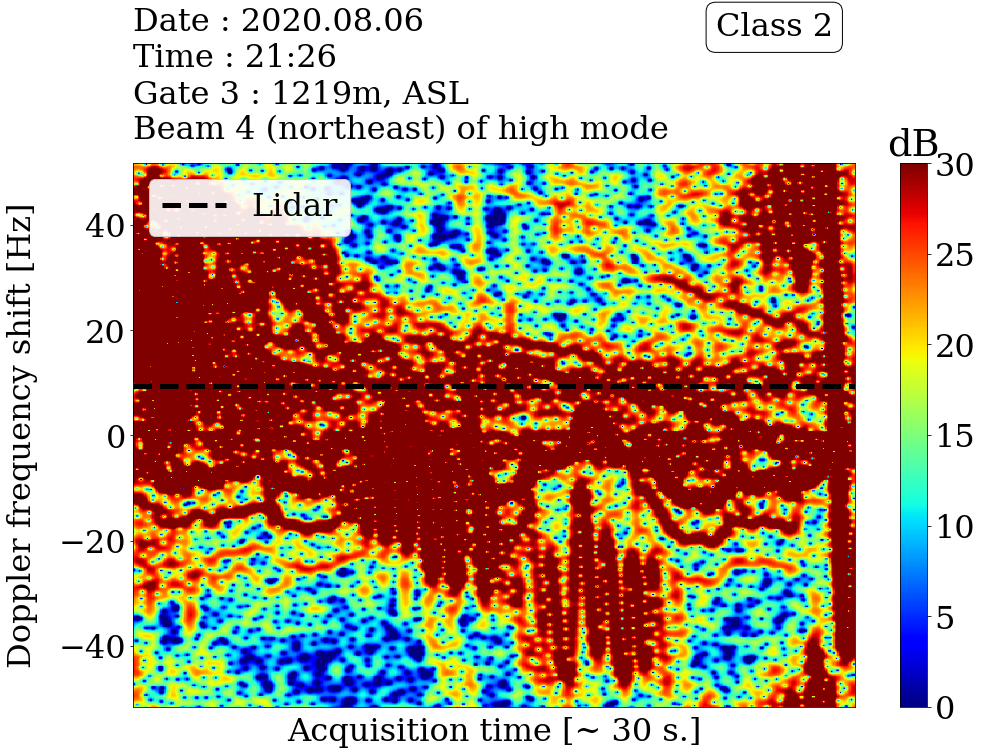 Date : 2020.08.06
Time : 21:26
Gate 3 : 1219m, ASL
Beam 4 (northeast) of high mode
Class 2
dB
Lidar
Doppler frequency shift [Hz]
40
20
0
−20
−40
30
25
20
15
10
5
0
Acquisition time [~ 30 s.]